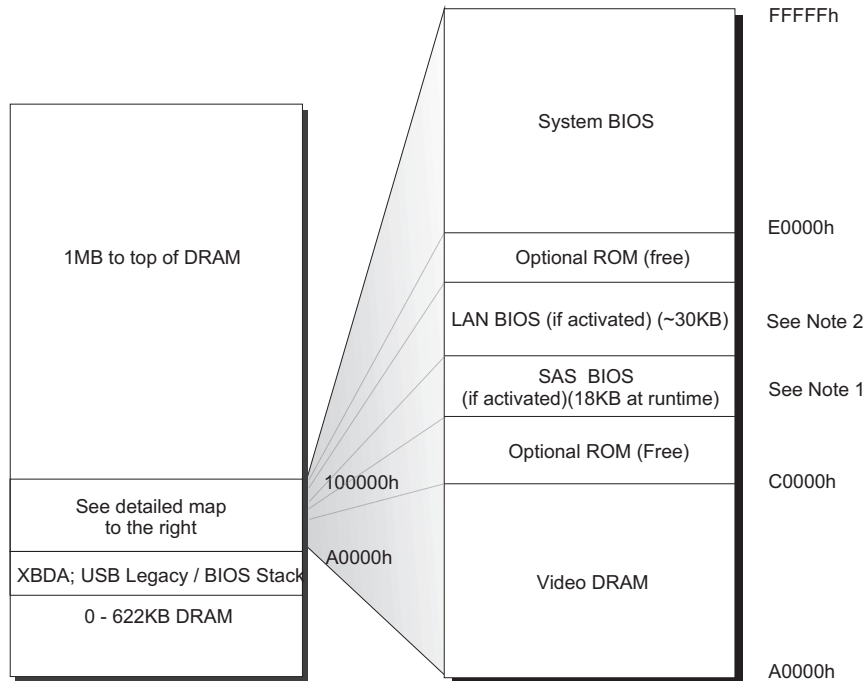 FFFFFh
System BIOS
E0000h
Optional ROM (free)
LAN BIOS (if activated) (~30KB)
See Note 2
SAS BIOS
(if activated)(18KB at runtime)
See Note 1
Optional ROM (Free)
C0000h
Video DRAM
A0000h
1MB to top of DRAM
100000h
See detailed map
to the right
A0000h
XBDA; USB Legacy / BIOS Stack
0 - 622KB DRAM